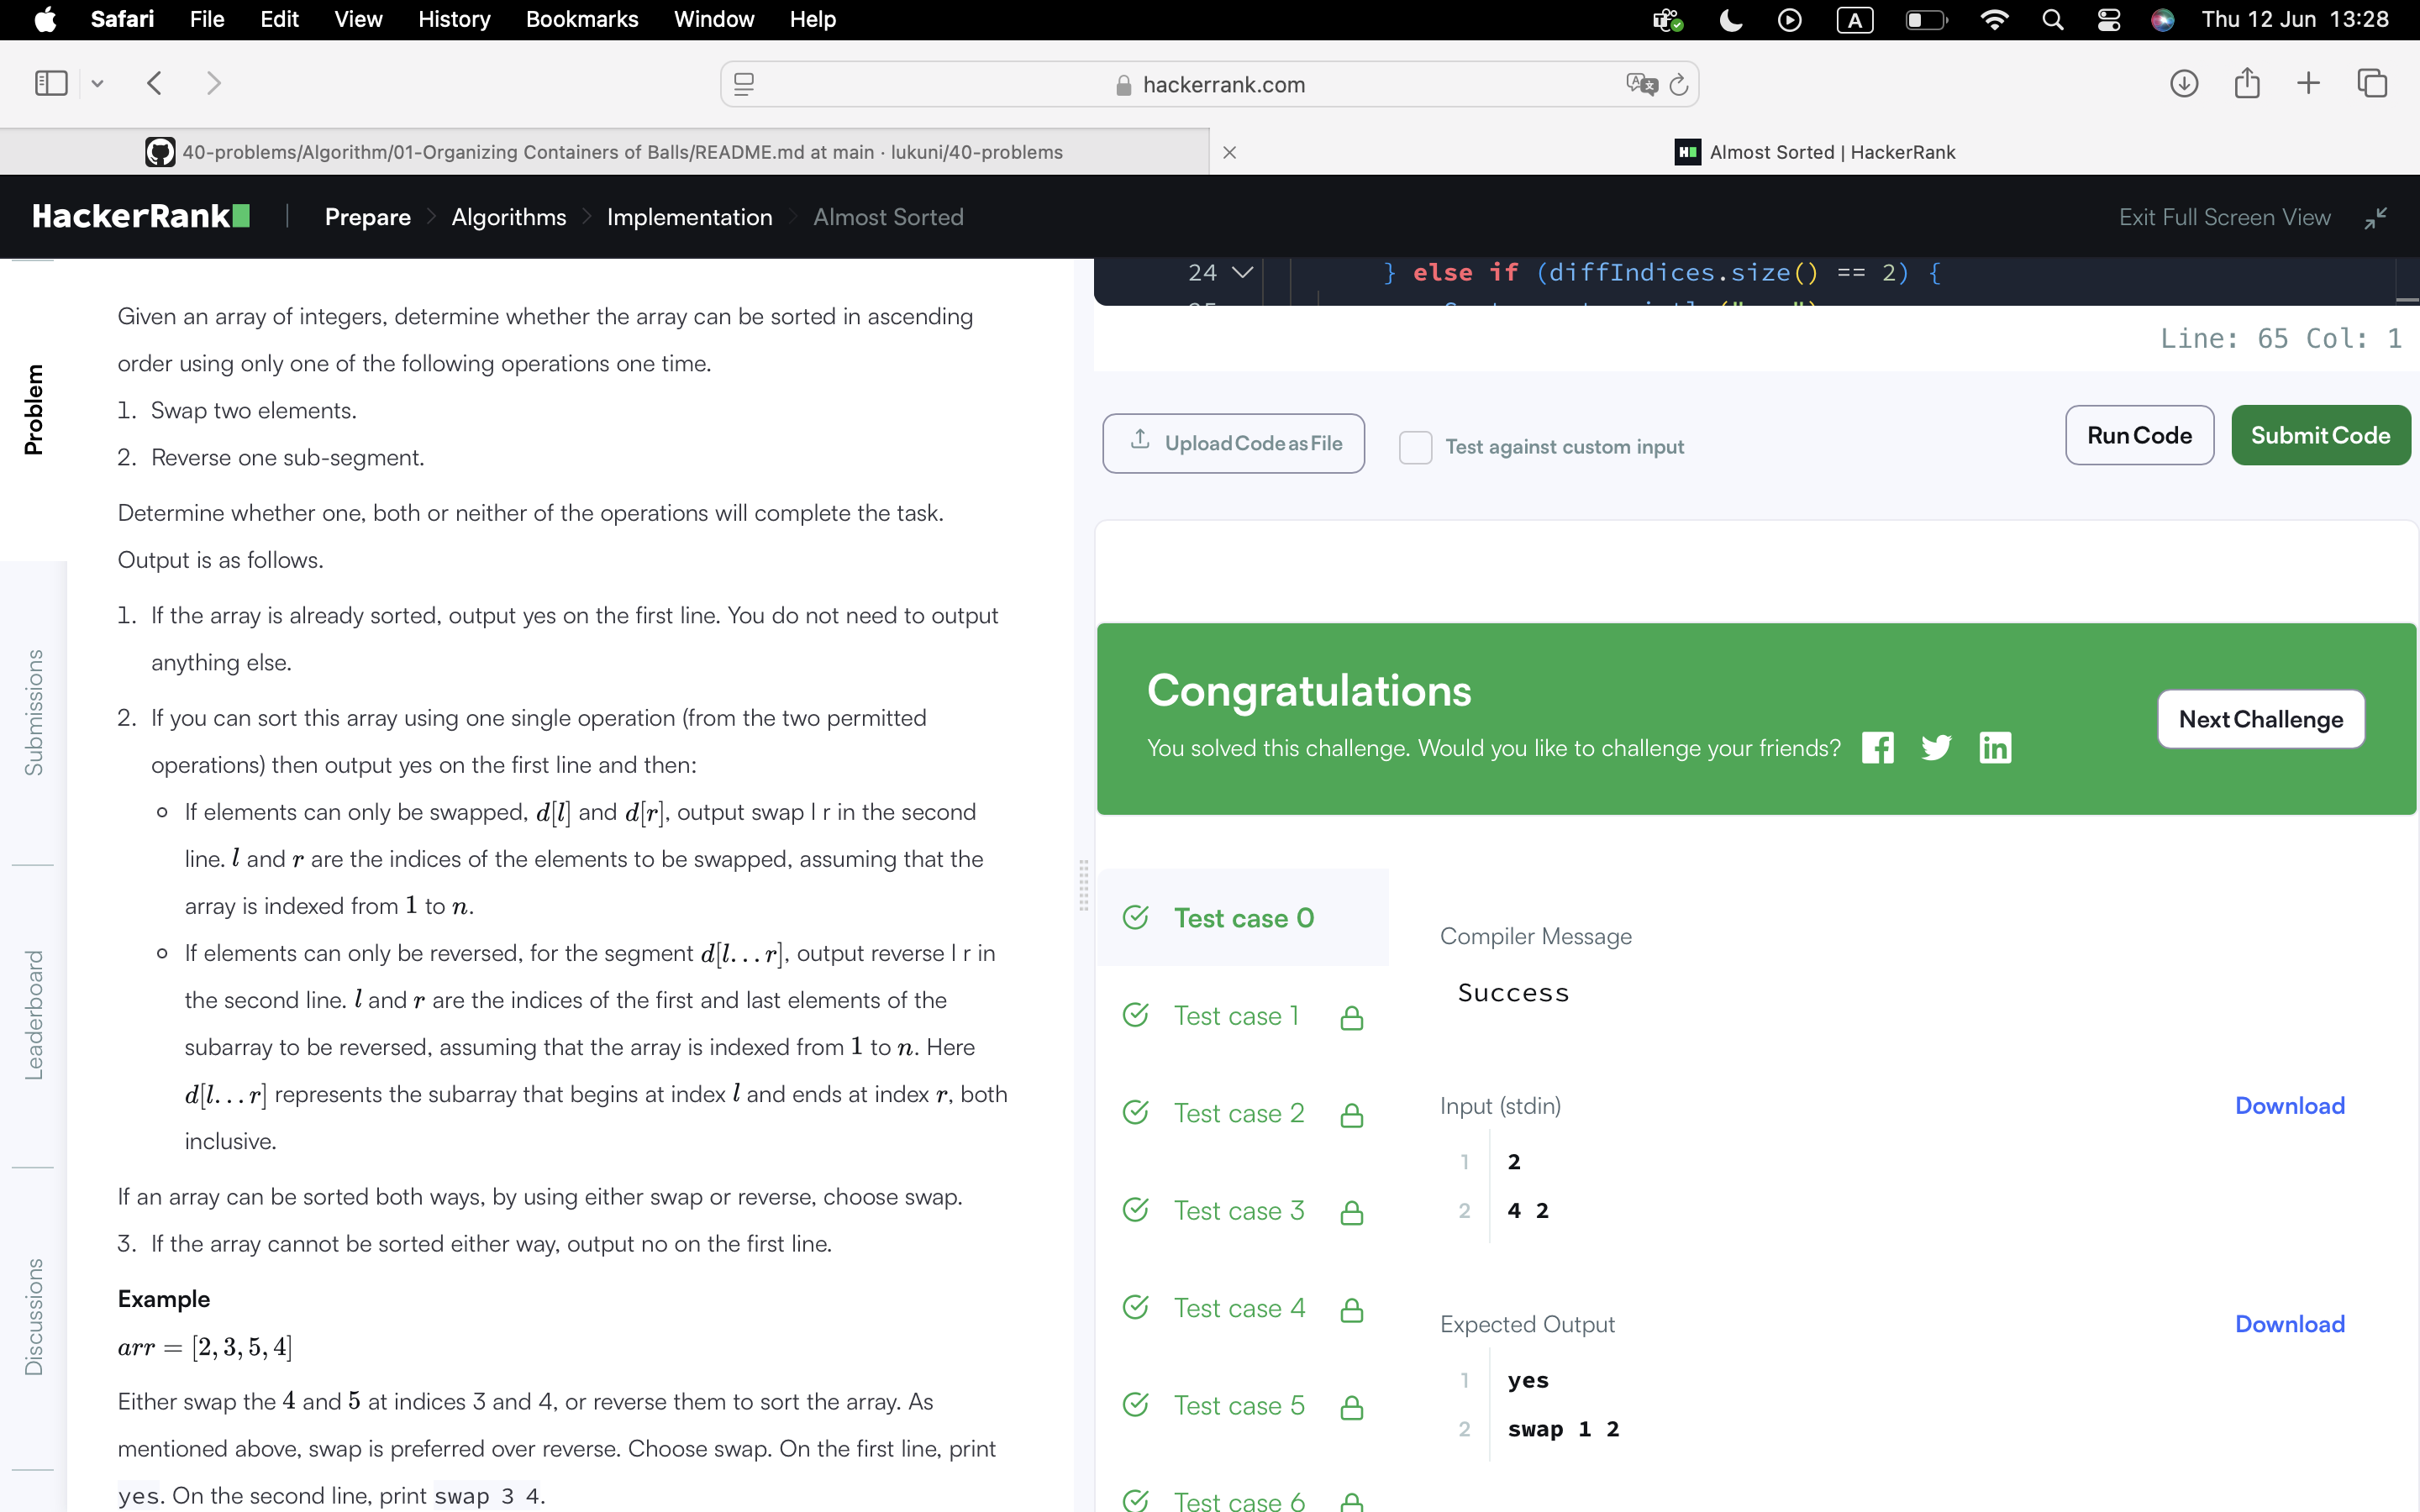 Safari File Edit View History Bookmarks Window Help A Thu 12 Jun 13:28
hackerrank.com
40-problems/Algorithm/01-Organizing Containers of Balls/README.md at main · lukuni/40-problems
Almost Sorted | HackerRank
HackerRank Prepare Algorithms Implementation Almost Sorted Exit Full Screen View
Problem
Submissions
Leaderboard
Discussions
Given an array of integers, determine whether the array can be sorted in ascending
order using only one of the following operations one time.
1. Swap two elements.
2. Reverse one sub-segment.
Determine whether one, both or neither of the operations will complete the task.
Output is as follows.
1. If the array is already sorted, output yes on the first line. You do not need to output
anything else.
2. If you can sort this array using one single operation (from the two permitted
operations) then output yes on the first line and then:
If elements can only be swapped, d[l] and d[r], output swap l r in the second
line. l and r are the indices of the elements to be swapped, assuming that the
array is indexed from 1 to n.
If elements can only be reversed, for the segment d[l...r], output reverse l r in
the second line. l and r are the indices of the first and last elements of the
subarray to be reversed, assuming that the array is indexed from 1 to n. Here
d[l...r] represents the subarray that begins at index l and ends at index r, both
inclusive.
If an array can be sorted both ways, by using either swap or reverse, choose swap.
3. If the array cannot be sorted either way, output no on the first line.
Example
arr = [2, 3, 5, 4]
Either swap the 4 and 5 at indices 3 and 4, or reverse them to sort the array. As
mentioned above, swap is preferred over reverse. Choose swap. On the first line, print
yes. On the second line, print swap 3 4.
24 } else if (diffIndices.size() == 2) {
Line: 65 Col: 1
Upload Code as File
Test against custom input
Run Code
Submit Code
Congratulations
You solved this challenge. Would you like to challenge your friends?
Next Challenge
Test case 0
Test case 1
Test case 2
Test case 3
Test case 4
Test case 5
Test case 6
Compiler Message
Success
Input (stdin)
Download
1 2
2 4 2
Expected Output
Download
1 yes
2 swap 1 2